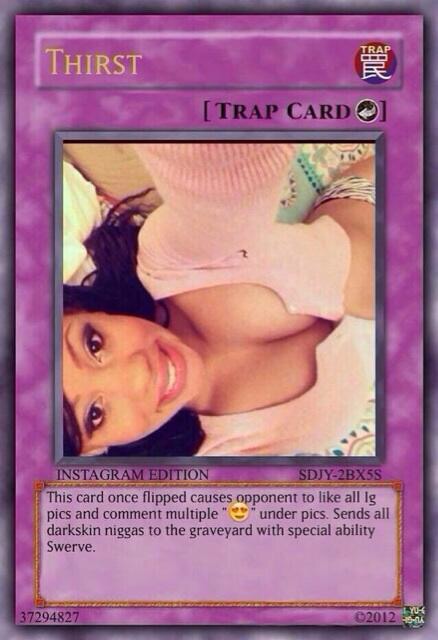 THIRST
TRAP
罠
[TRAP CARD]
INSTAGRAM EDITION SDJY-2BX5S
This card once flipped causes opponent to like all Ig
pics and comment multiple "😍" under pics. Sends all
darkskin niggas to the graveyard with special ability
Swerve.
37294827 ©2012